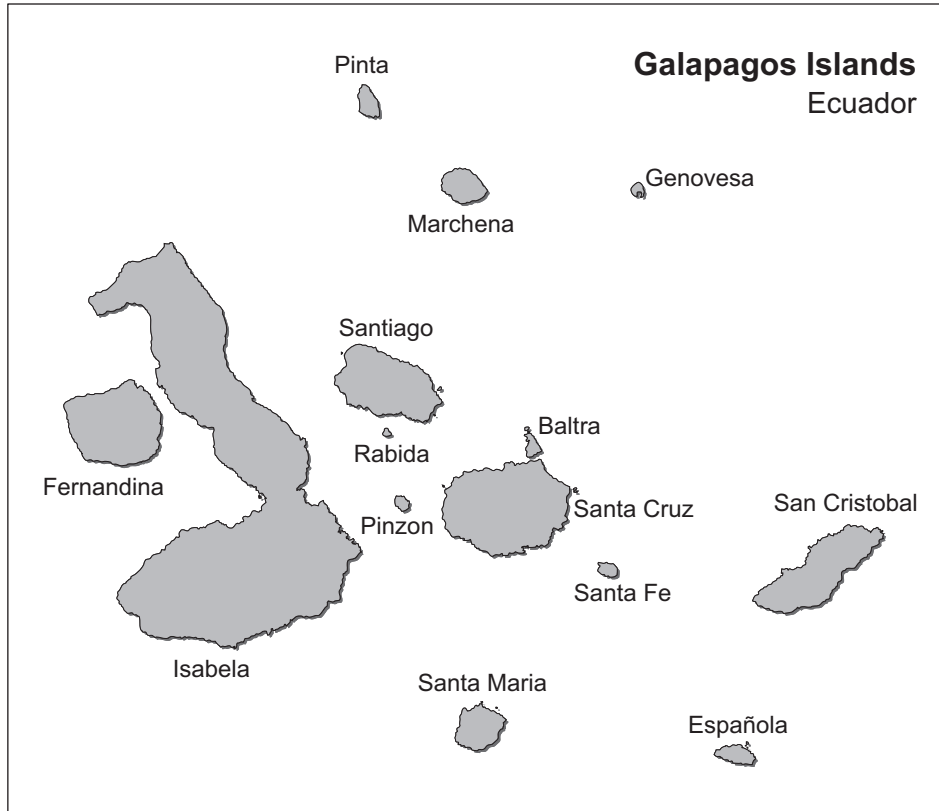 Pinta
Galapagos Islands
Ecuador
Genovesa
Marchena
Santiago
Baltra
Rabida
Fernandina
San Cristobal
Santa Cruz
Pinzon
Santa Fe
Isabela
Santa Maria
Española